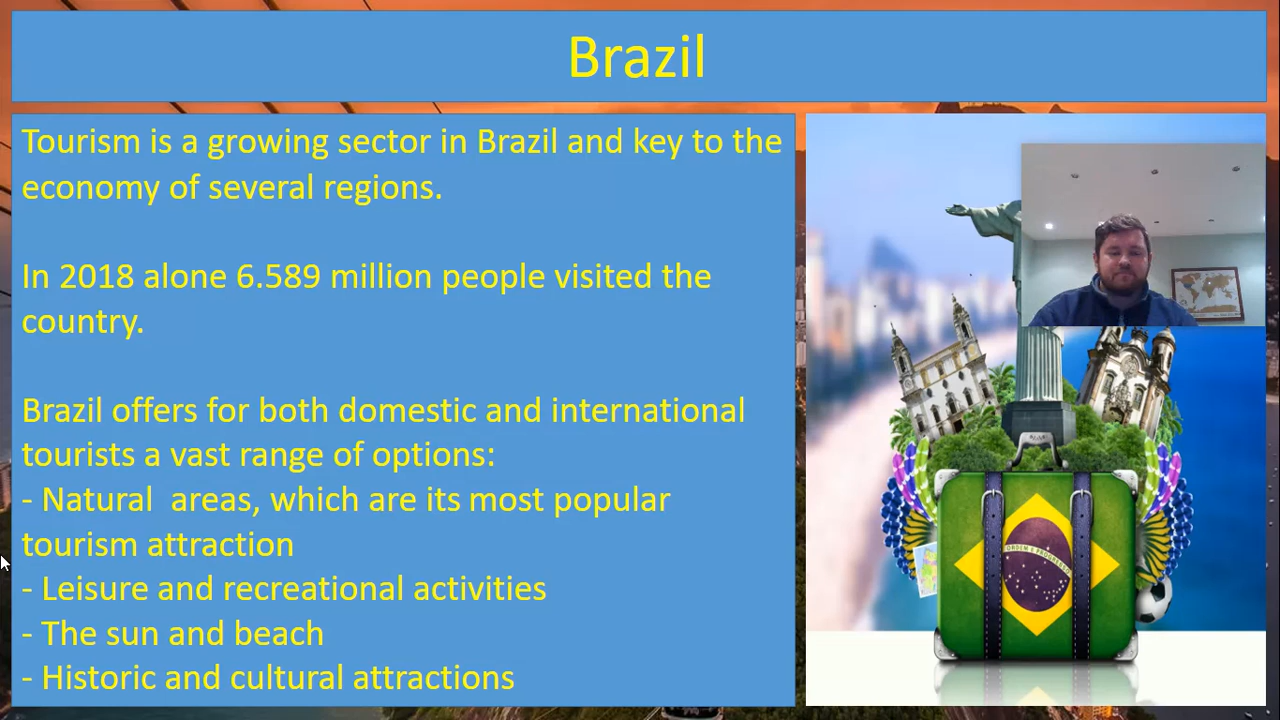 Brazil
Tourism is a growing sector in Brazil and key to the
economy of several regions.
In 2018 alone 6.589 million people visited the
country.
Brazil offers for both domestic and international
tourists a vast range of options:
- Natural  areas, which are its most popular
tourism attraction
- Leisure and recreational activities
- The sun and beach
- Historic and cultural attractions
ORDEM E PROGRESSO